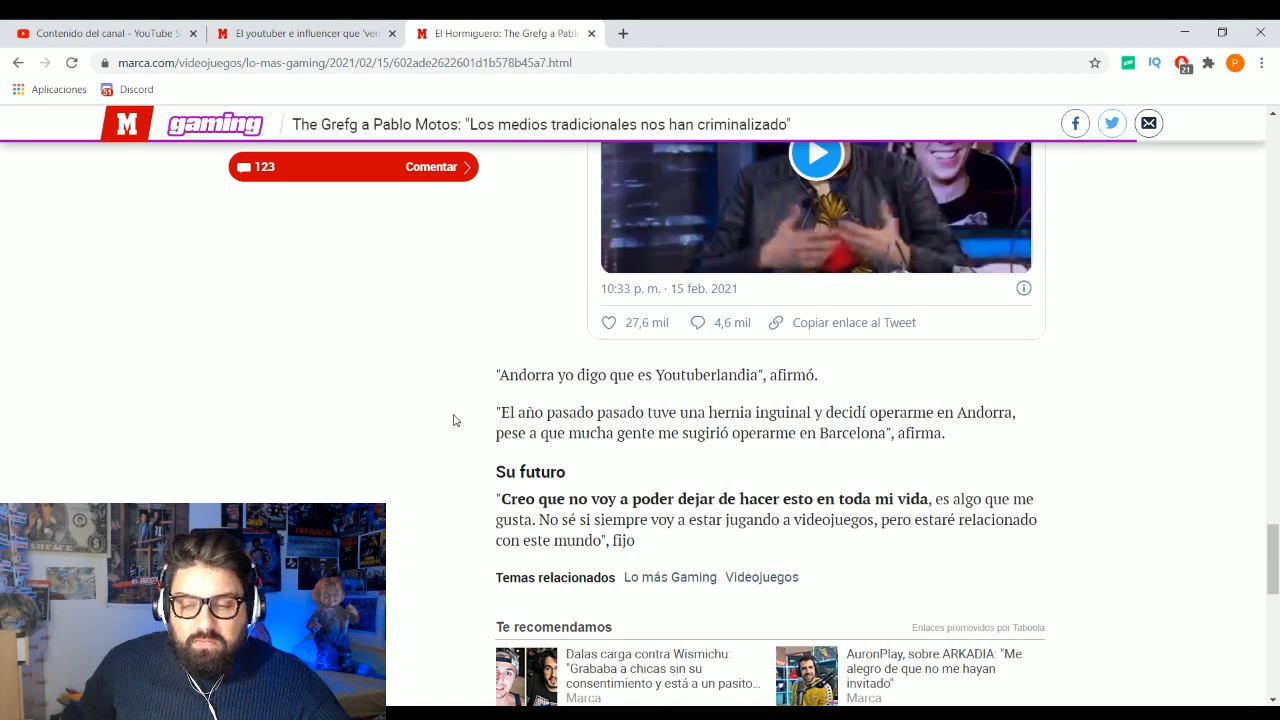 Contenido del canal - YouTube S
El youtuber e influencer que 'ven
El Hormiguero: The Grefg a Pablo
marca.com/videojuegos/lo-mas-gaming/2021/02/15/602ade2622601d1b578b45a7.html
IQ
21
P
Aplicaciones
51
Discord
M
gaming
The Grefg a Pablo Motos: "Los medios tradicionales nos han criminalizado"
123
Comentar
10:33 p. m. · 15 feb. 2021
27,6 mil
4,6 mil
Copiar enlace al Tweet
"Andorra yo digo que es Youtuberlandia", afirmó.
"El año pasado pasado tuve una hernia inguinal y decidí operarme en Andorra,
pese a que mucha gente me sugirió operarme en Barcelona", afirma.
Su futuro
"Creo que no voy a poder dejar de hacer esto en toda mi vida, es algo que me
gusta. No sé si siempre voy a estar jugando a videojuegos, pero estaré relacionado
con este mundo", fijo
Temas relacionados Lo más Gaming Videojuegos
Te recomendamos
Enlaces promovidos por Taboola
Dalas carga contra Wismichu:
"Grababa a chicas sin su
consentimiento y está a un pasito...
Marca
AuronPlay, sobre ARKADIA: "Me
alegro de que no me hayan
invitado"
Marca
SCARFACE
I'M BACK